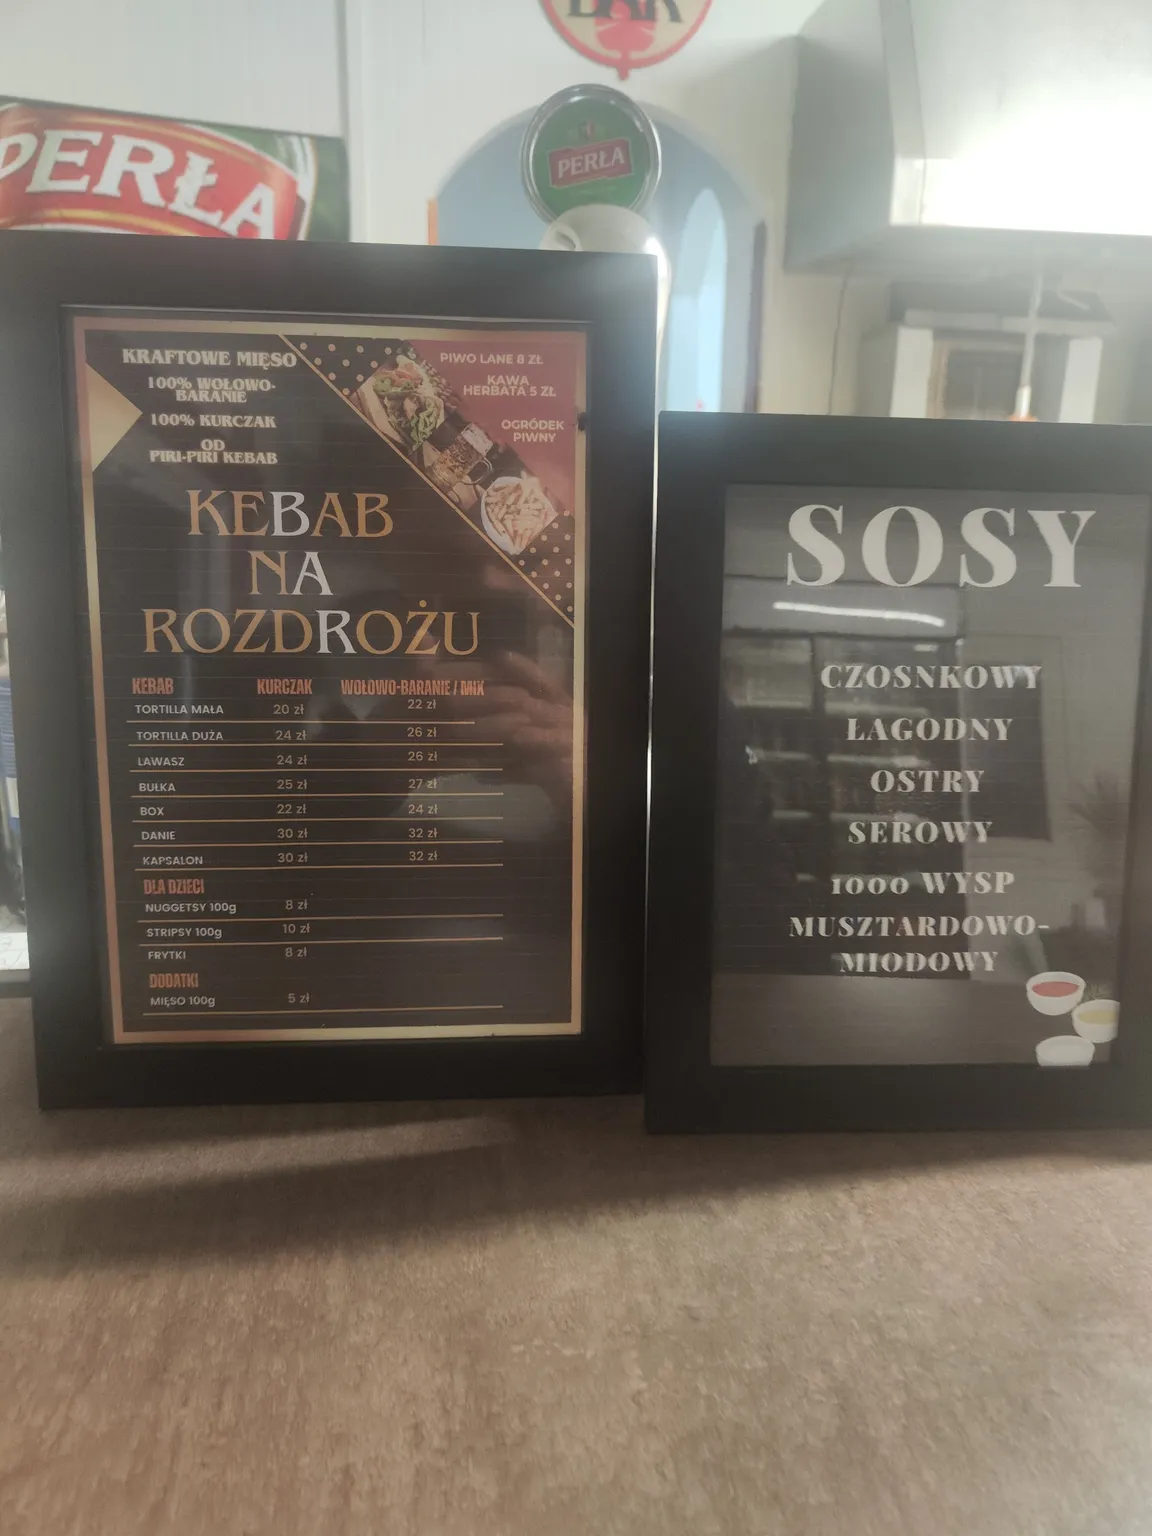 PERŁA
PERŁA
KRAFTOWE MIĘSO
100% WOŁOWO-
BARANIE
100% KURCZAK
OD
PIRI-PIRI KEBAB
PIWO LANE 8 ZŁ
KAWA
HERBATA 5 ZŁ
OGRÓDEK
PIWNY
KEBAB
NA
ROZDROŻU
KEBAB KURCZAK WOŁOWO-BARANIE / MIX
TORTILLA MAŁA 20 zł 22 zł
TORTILLA DUŻA 24 zł 26 zł
LAWASZ 24 zł 26 zł
BUŁKA 25 zł 27 zł
BOX 22 zł 24 zł
DANIE 30 zł 32 zł
KAPSALON 30 zł 32 zł
DLA DZIECI
NUGGETSY 100g 8 zł
STRIPSY 100g 10 zł
FRYTKI 8 zł
DODATKI
MIĘSO 100g 5 zł
SOSY
CZOSNKOWY
ŁAGODNY
OSTRY
SEROWY
1000 WYSP
MUSZTARDOWO-
MIODOWY